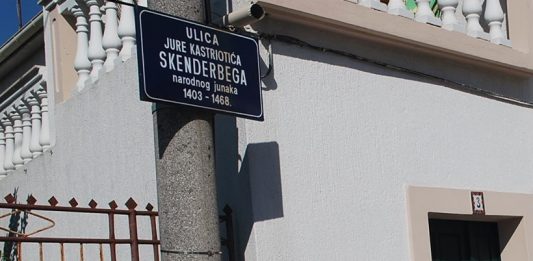 ULICA
JURE KASTRIOTIĆA
SKENDERBEGA
narodnog junaka
1403 - 1468.
3